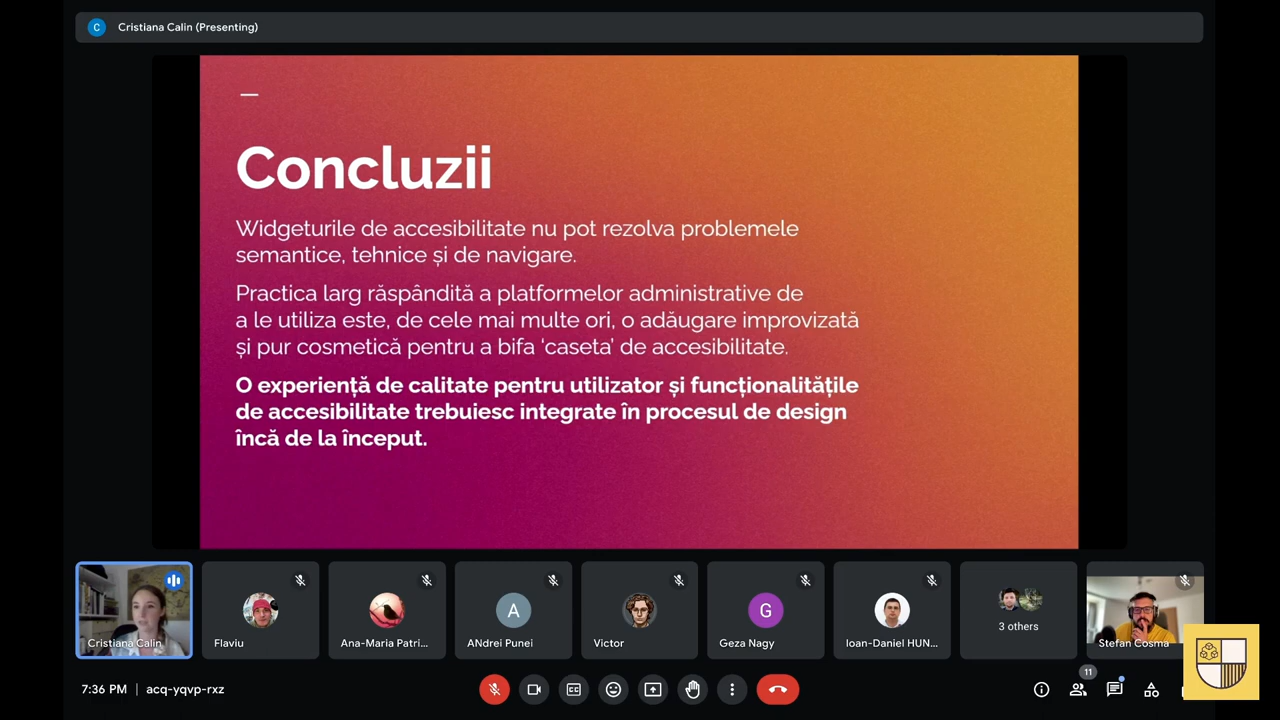 C
Cristiana Calin (Presenting)
Concluzii
Widgeturile de accesibilitate nu pot rezolva problemele
semantice, tehnice și de navigare.
Practica larg răspândită a platformelor administrative de
a le utiliza este, de cele mai multe ori, o adăugare improvizată
și pur cosmetică pentru a bifa ‘caseta’ de accesibilitate.
O experiență de calitate pentru utilizator și funcționalitățile
de accesibilitate trebuiesc integrate în procesul de design
încă de la început.
A
G
3 others
Cristiana Calin
Flaviu
Ana-Maria Patri...
ANdrei Punei
Victor
Geza Nagy
Ioan-Daniel HUN...
Stefan Cosma
11
7:36 PM | acq-yqvp-rxz
CC